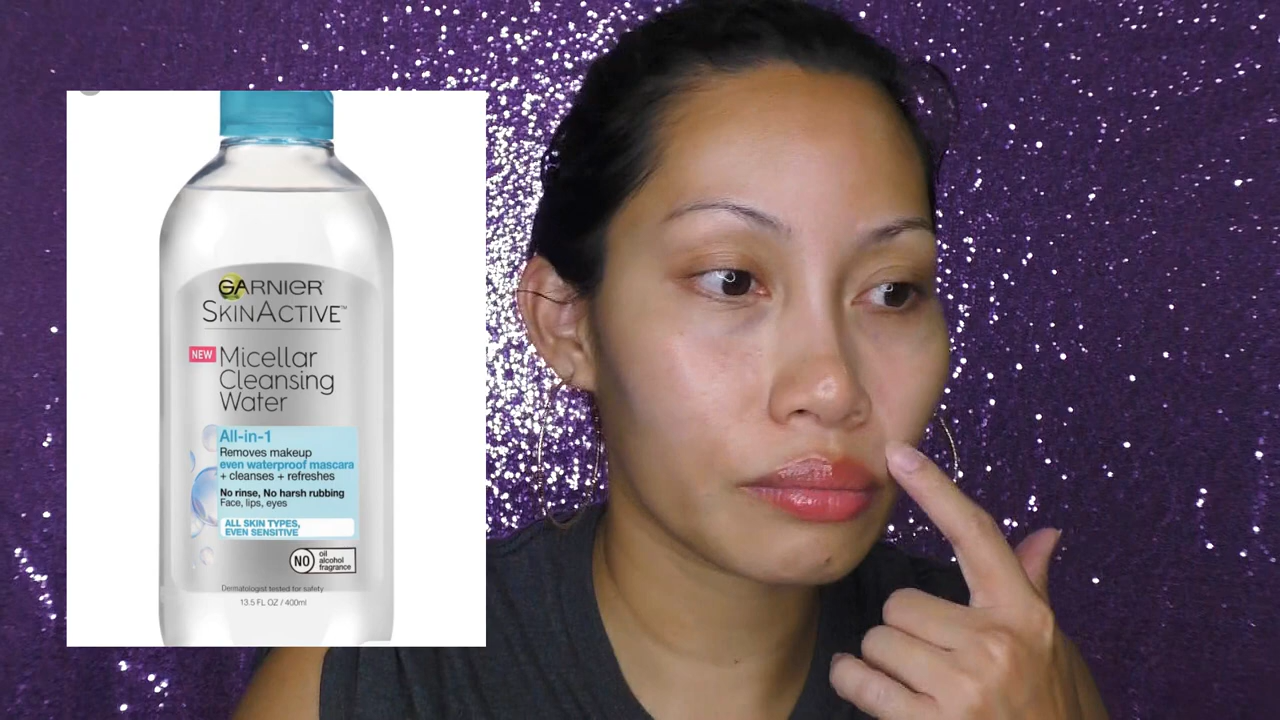 GARNIER
SKINACTIVE™
NEW
Micellar
Cleansing
Water
All-in-1
Removes makeup
even waterproof mascara
+ cleanses + refreshes
No rinse, No harsh rubbing
Face, lips, eyes
ALL SKIN TYPES,
EVEN SENSITIVE
NO
oil
alcohol
fragrance
Dermatologist tested for safety
13.5 FL OZ / 400ml